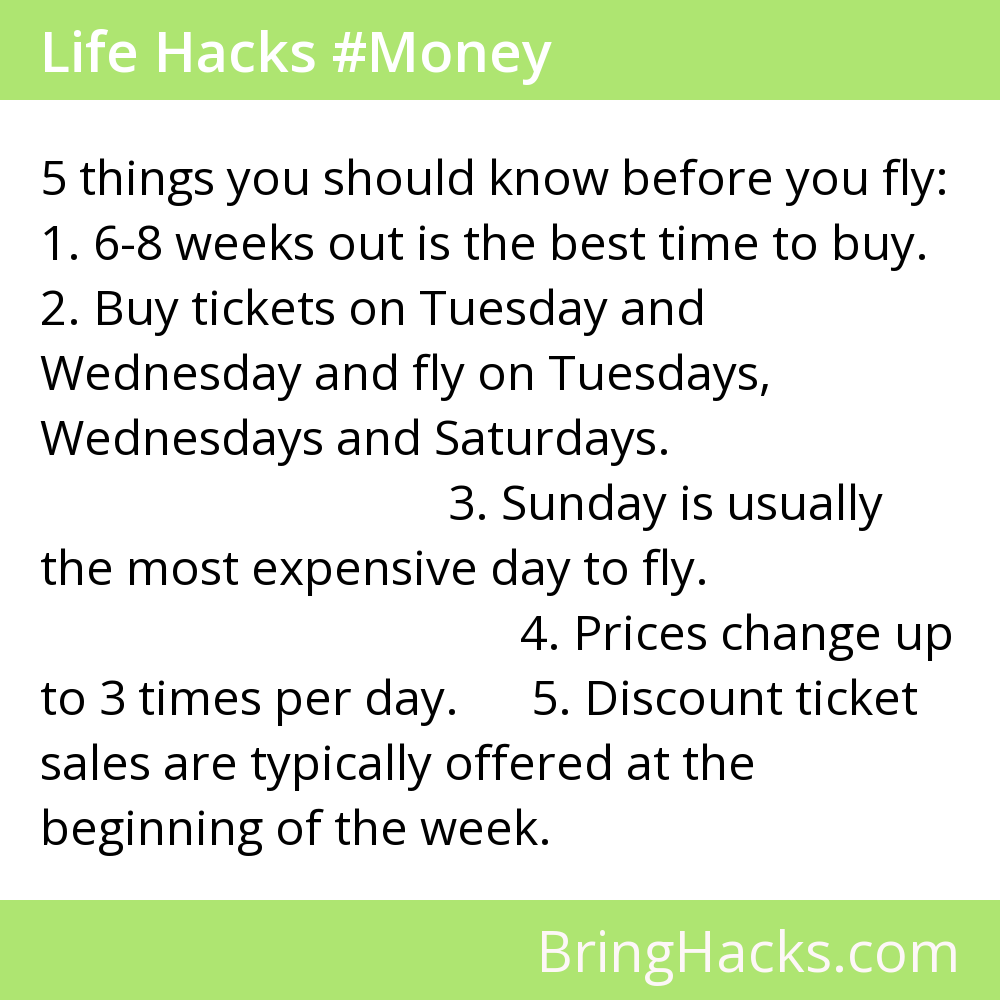 Life Hacks #Money
5 things you should know before you fly:
1. 6-8 weeks out is the best time to buy.
2. Buy tickets on Tuesday and
Wednesday and fly on Tuesdays,
Wednesdays and Saturdays.
3. Sunday is usually
the most expensive day to fly.
4. Prices change up
to 3 times per day. 5. Discount ticket
sales are typically offered at the
beginning of the week.
BringHacks.com